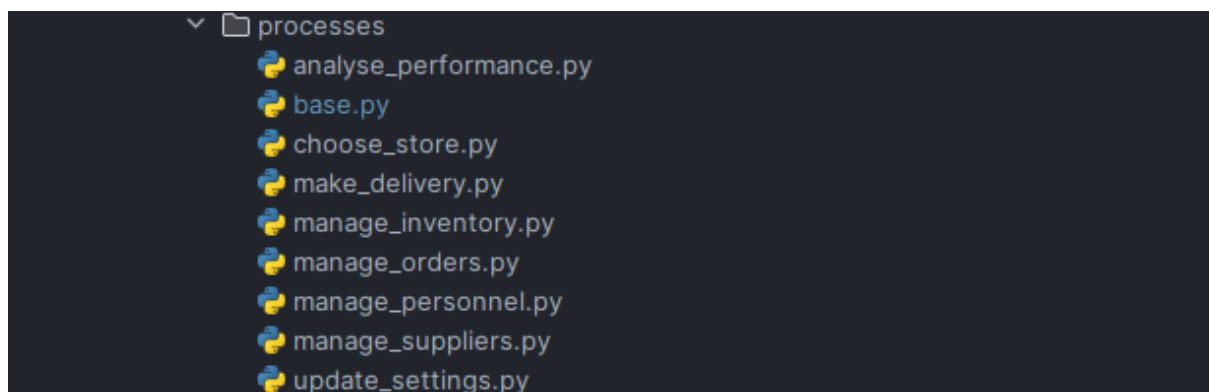 processes
analyse_performance.py
base.py
choose_store.py
make_delivery.py
manage_inventory.py
manage_orders.py
manage_personnel.py
manage_suppliers.py
update_settings.py